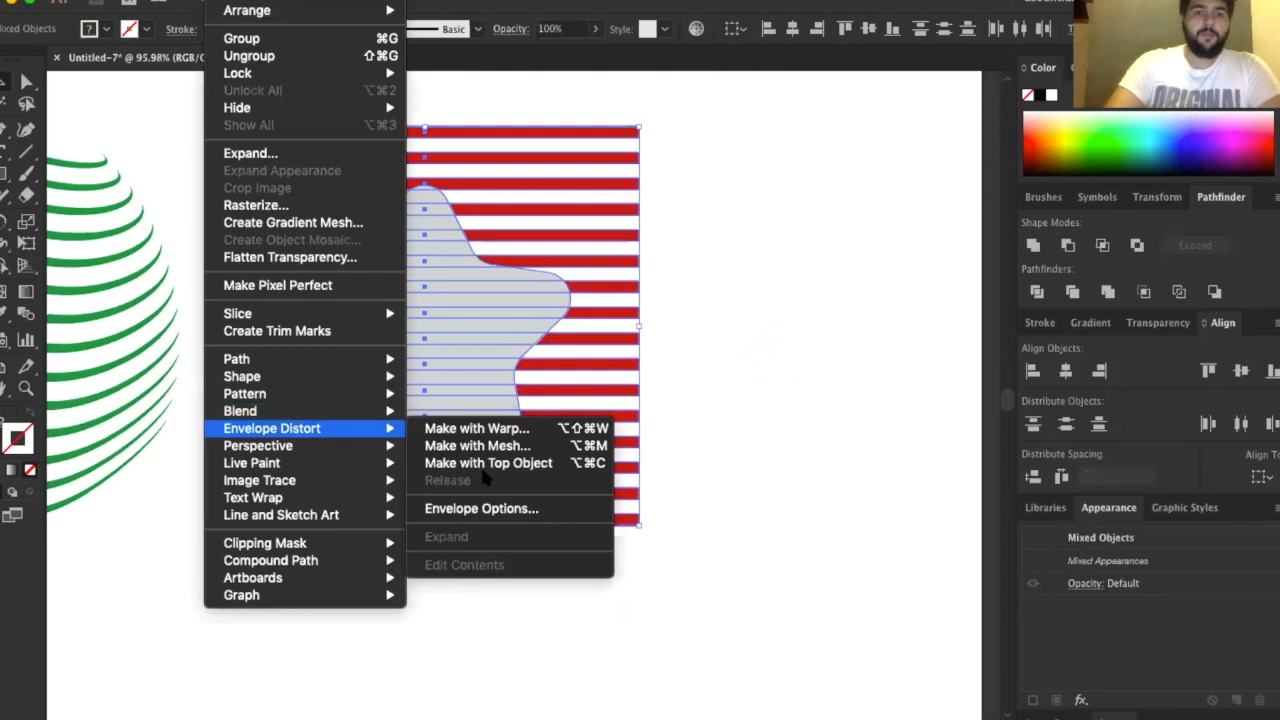 Arrange
ixed Objects
Stroke:
Basic
Opacity:
100%
Style:
Group ⌘G
Untitled-7* @ 95.98% (RGB/
Ungroup ⇧⌘G
Lock
Unlock All ⌥⌘2
Hide
Show All ⌥⌘3
Expand...
Expand Appearance
Crop Image
Rasterize...
Create Gradient Mesh...
Create Object Mosaic...
Flatten Transparency...
Make Pixel Perfect
Slice
Create Trim Marks
Path
Shape
Pattern
Blend
Envelope Distort
Perspective
Live Paint
Image Trace
Text Wrap
Line and Sketch Art
Clipping Mask
Compound Path
Artboards
Graph
Make with Warp... ⌥⇧⌘W
Make with Mesh... ⌥⌘M
Make with Top Object ⌥⌘C
Release
Envelope Options...
Expand
Edit Contents
ORIGINAL
Color
Brushes
Symbols
Transform
Pathfinder
Shape Modes:
Expand
Pathfinders:
Stroke
Gradient
Transparency
Align
Align Objects:
Distribute Objects:
Distribute Spacing:
Align To
Libraries
Appearance
Graphic Styles
Mixed Objects
Mixed Appearances
Opacity: Default
fx